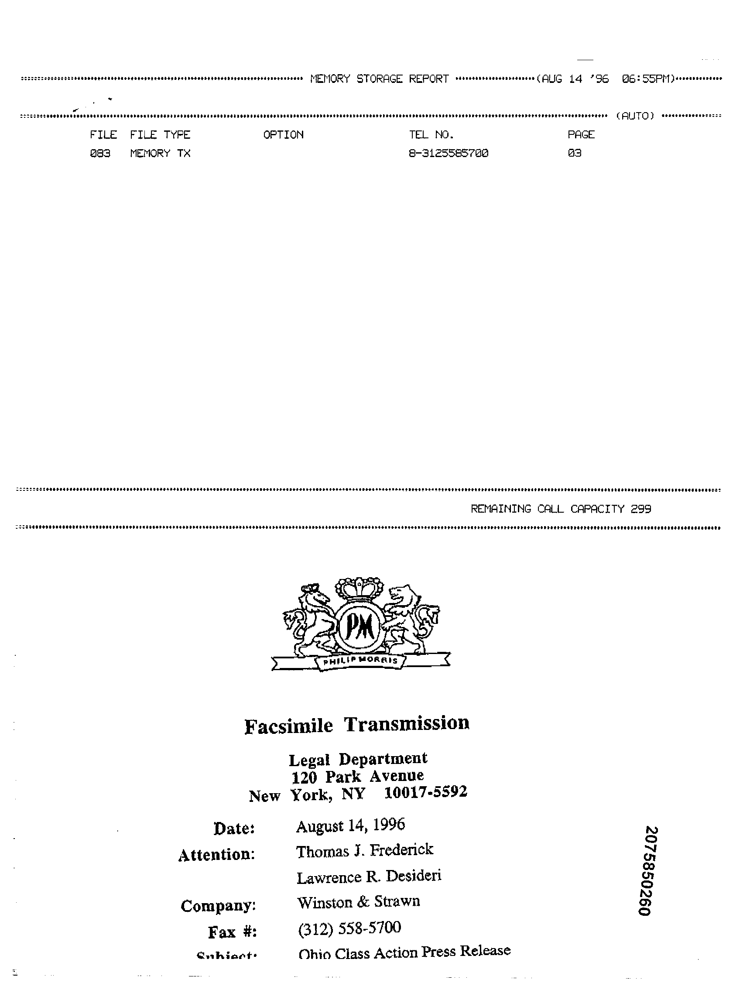 MEMORY STORAGE REPORT (AUG 14 '96 06:55PM)
(AUTO)
FILE FILE TYPE OPTION TEL NO. PAGE
083 MEMORY TX 8-3125585700 03
REMAINING CALL CAPACITY 299
PM
PHILIP MORRIS
Facsimile Transmission
Legal Department
120 Park Avenue
New York, NY 10017-5592
Date: August 14, 1996
Attention: Thomas J. Frederick
Lawrence R. Desideri
Company: Winston & Strawn
Fax #: (312) 558-5700
Subject: Ohio Class Action Press Release
2075850260